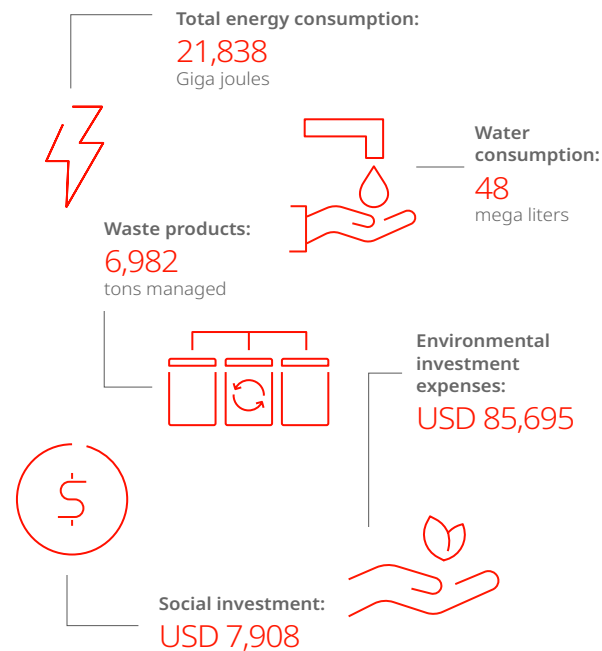 Total energy consumption:
21,838
Giga joules
Water
consumption:
48
mega liters
Waste products:
6,982
tons managed
Environmental
investment
expenses:
USD 85,695
$
Social investment:
USD 7,908